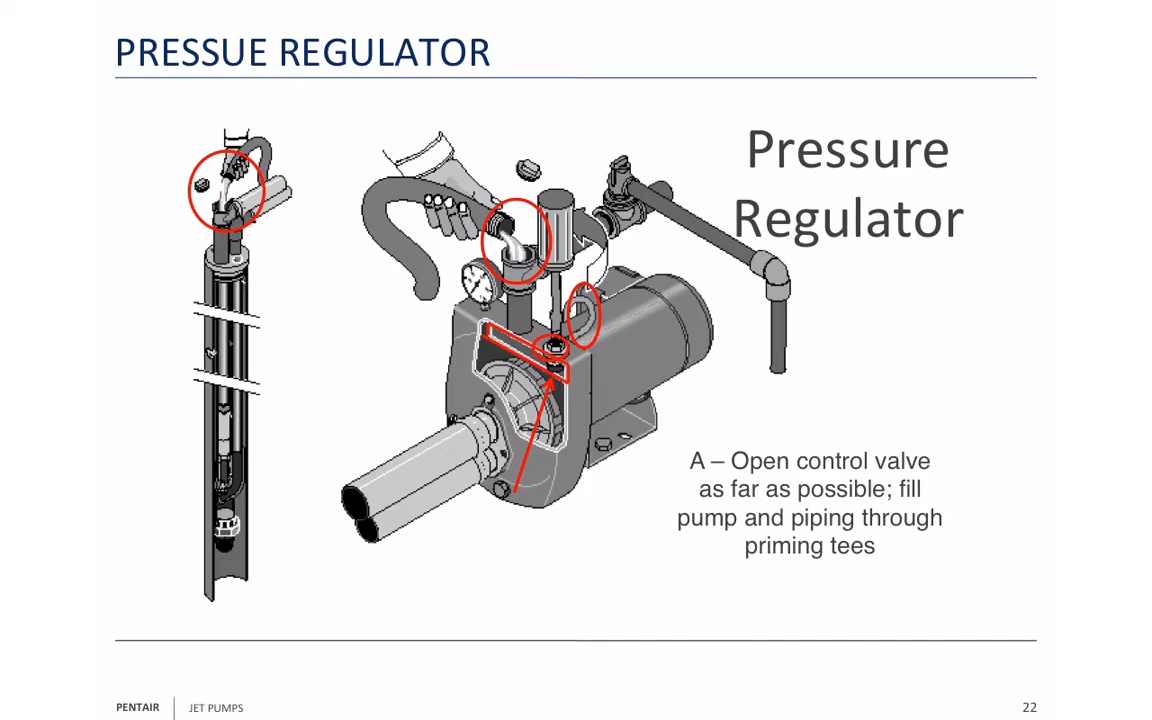 PRESSUE REGULATOR
Pressure
Regulator
A – Open control valve
as far as possible; fill
pump and piping through
priming tees
PENTAIR
JET PUMPS
22